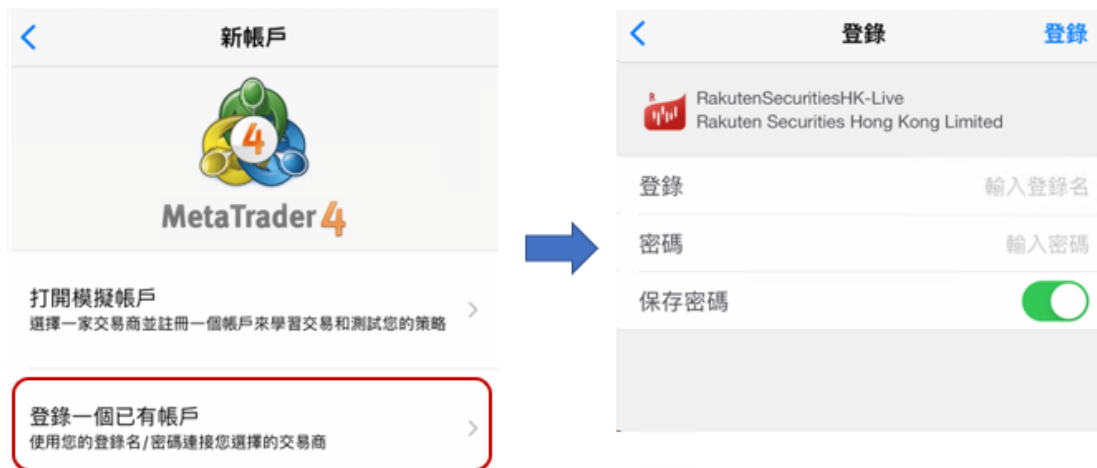 新帳戶
4
MetaTrader 4
打開模擬帳戶
選擇一家交易商並註冊一個帳戶來學習交易和測試您的策略
登錄一個已有帳戶
使用您的登錄名/密碼連接您選擇的交易商
登錄 登錄
R
RakutenSecuritiesHK-Live
Rakuten Securities Hong Kong Limited
登錄 輸入登錄名
密碼 輸入密碼
保存密碼